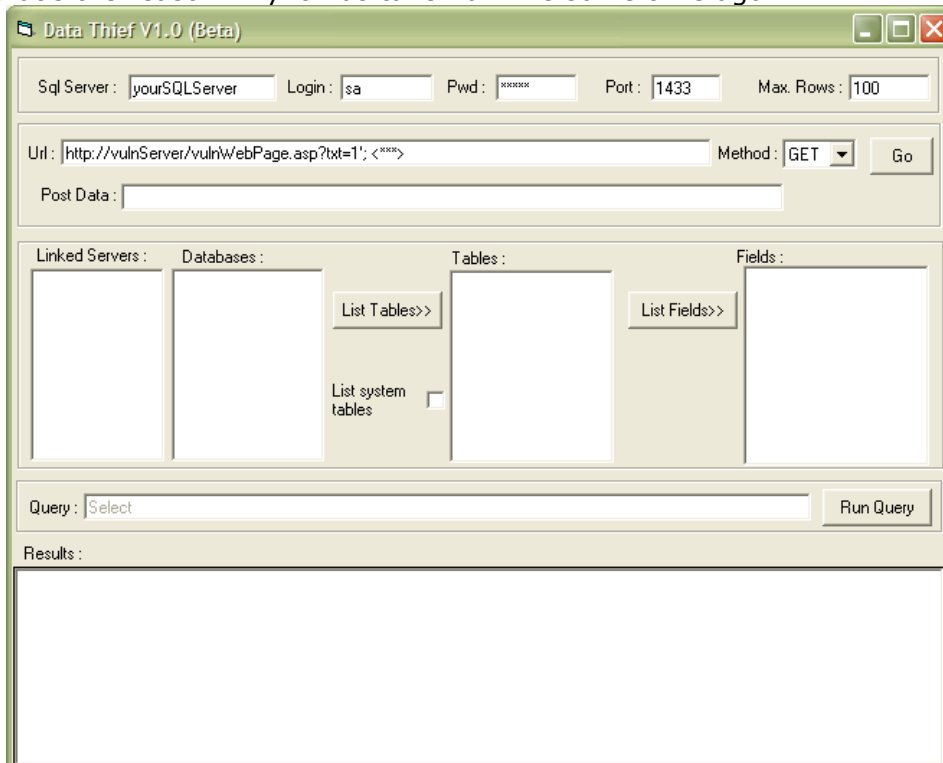 Data Thief V1.0 (Beta)
Sql Server : yourSQLServer Login : sa Pwd : ***** Port : 1433 Max. Rows : 100
Url : http://vulnServer/vulnWebPage.asp?txt=1'; <***> Method : GET Go
Post Data :
Linked Servers : Databases : Tables : Fields :
List Tables>> List Fields>>
List system
tables
Query : Select Run Query
Results :